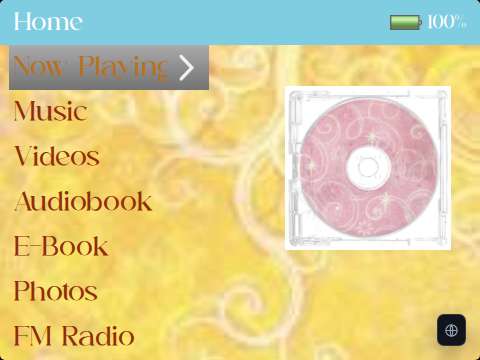 Home
100%
Now Playing
Music
Videos
Audiobook
E-Book
Photos
FM Radio